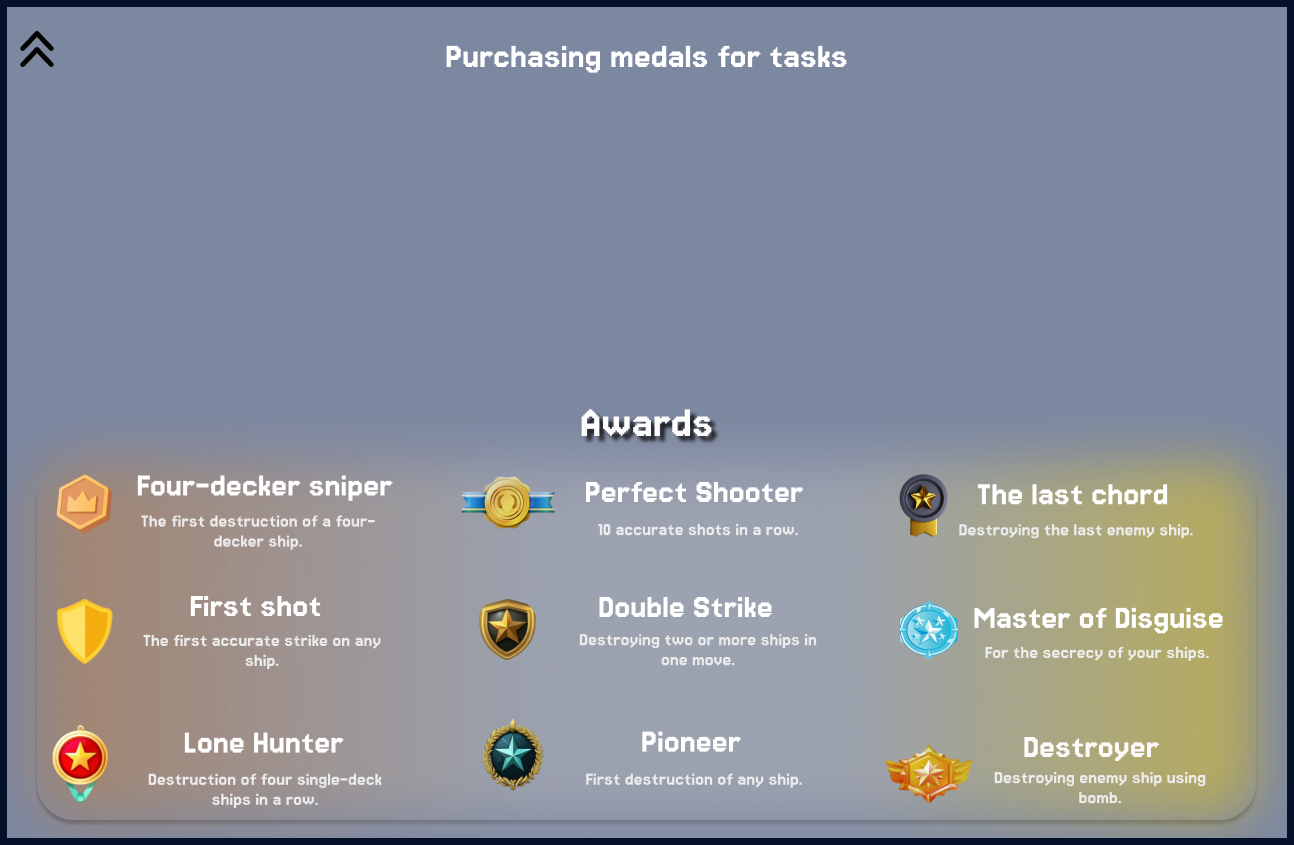 Purchasing medals for tasks
Awards
Four-decker sniper
The first destruction of a four-
decker ship.
Perfect Shooter
10 accurate shots in a row.
The last chord
Destroying the last enemy ship.
First shot
The first accurate strike on any
ship.
Double Strike
Destroying two or more ships in
one move.
Master of Disguise
For the secrecy of your ships.
Lone Hunter
Destruction of four single-deck
ships in a row.
Pioneer
First destruction of any ship.
Destroyer
Destroying enemy ship using
bomb.